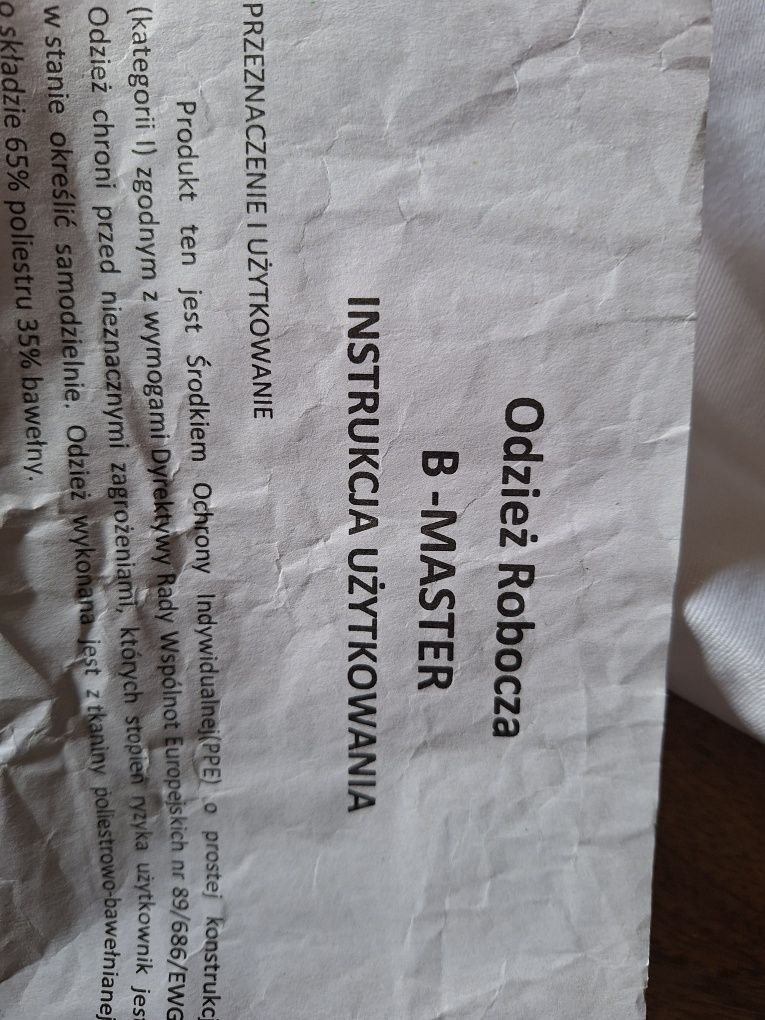 Odzież Robocza
B -MASTER
INSTRUKCJA UŻYTKOWANIA
PRZEZNACZENIE I UŻYTKOWANIE
Produkt ten jest Środkiem Ochrony Indywidualnej(PPE) o prostej konstrukcj
(kategorii I) zgodnym z wymogami Dyrektywy Rady Wspólnot Europejskich nr 89/686/EWG
Odzież chroni przed nieznacznymi zagrożeniami, których stopień ryzyka użytkownik jest
w stanie określić samodzielnie. Odzież wykonana jest z tkaniny poliestrowo-bawełnianej
o składzie 65% poliestru 35% bawełny.